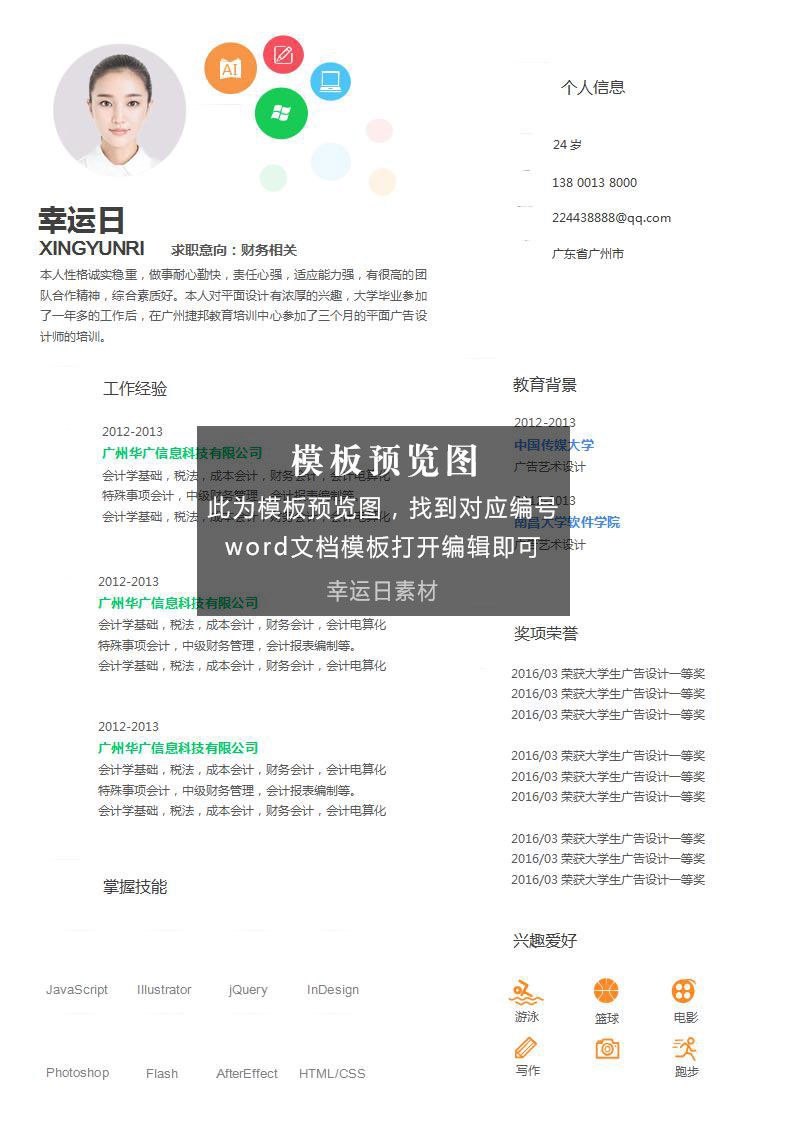 AI
幸运日
XINGYUNRI 求职意向：财务相关
本人性格诚实稳重，做事耐心勤快，责任心强，适应能力强，有很高的团
队合作精神，综合素质好。本人对平面设计有浓厚的兴趣，大学毕业参加
了一年多的工作后，在广州捷邦教育培训中心参加了三个月的平面广告设
计师的培训。
个人信息
24 岁
138 0013 8000
224438888@qq.com
广东省广州市
工作经验
2012-2013
广州华广信息科技有限公司
会计学基础，税法，成本会计，财务会计，会计电算化
特殊事项会计，中级财务管理，会计报表编制等。
会计学基础，税法，成本会计，财务会计，会计电算化
2012-2013
广州华广信息科技有限公司
会计学基础，税法，成本会计，财务会计，会计电算化
特殊事项会计，中级财务管理，会计报表编制等。
会计学基础，税法，成本会计，财务会计，会计电算化
2012-2013
广州华广信息科技有限公司
会计学基础，税法，成本会计，财务会计，会计电算化
特殊事项会计，中级财务管理，会计报表编制等。
会计学基础，税法，成本会计，财务会计，会计电算化
模板预览图
此为模板预览图，找到对应编号
word文档模板打开编辑即可
幸运日素材
掌握技能
JavaScript Illustrator jQuery InDesign
Photoshop Flash AfterEffect HTML/CSS
教育背景
2012-2013
中国传媒大学
广告艺术设计
2012-2013
南昌大学软件学院
广告艺术设计
奖项荣誉
2016/03 荣获大学生广告设计一等奖
2016/03 荣获大学生广告设计一等奖
2016/03 荣获大学生广告设计一等奖
2016/03 荣获大学生广告设计一等奖
2016/03 荣获大学生广告设计一等奖
2016/03 荣获大学生广告设计一等奖
2016/03 荣获大学生广告设计一等奖
2016/03 荣获大学生广告设计一等奖
2016/03 荣获大学生广告设计一等奖
兴趣爱好
游泳 篮球 电影
写作 跑步